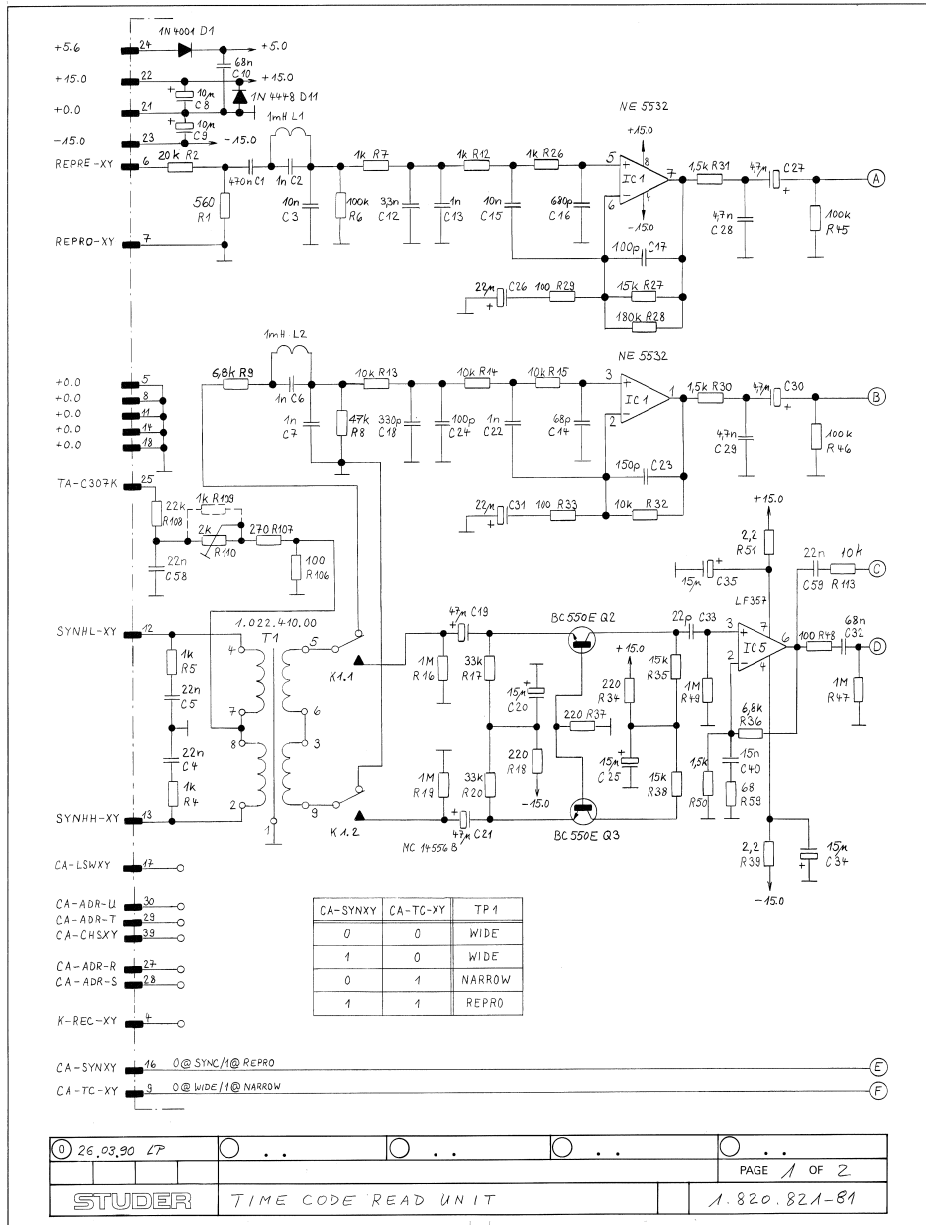 1N4001 D1
+5.6 24 +5.0
68n C10
+15.0 22 +15.0
10µ C8
1N4448 D11
+0.0 21
10µ C9
-15.0 23 -15.0
1mH L1
REPRE-XY 6 20k R2
470n C1
1n C2
560 R1
10n C3
100k R6
1k R7
3,3n C12
1n C13
1k R12
10n C15
1k R26
680p C16
NE 5532
+15.0
5 8 7 IC1 6 4
-15.0
1,5k R31
4,7µ C27
A
4,7n C28
100k R45
REPRO-XY 7
100p C17
22µ C26
100 R29
15k R27
180k R28
1mH L2
NE 5532
6,8k R9
1n C6
1n C7
47k R8
10k R13
330p C18
100p C24
10k R14
1n C22
10k R15
68p C14
3 IC1 1 2
1,5k R30
4,7µ C30
B
4,7n C29
100k R46
+0.0 5
+0.0 8
+0.0 11
+0.0 14
+0.0 18
150p C23
22µ C31
100 R33
10k R32
TA-C307K 25
22k R108
1k R109
2k R110
270 R107
100 R106
22n C58
+15.0
2,2 R51
15µ C35
22n C59
10k R113
C
LF357
SYNHL-XY 12
1.022.410.00
T1
4 5
7 6
8 3
2 9
1
1k R5
22n C5
22n C4
1k R4
K1.1
K1.2
47µ C19
1M R16
33k R17
15µ C20
220 R18
-15.0
1M R19
33k R20
47µ C21
MC 14556B
BC550E Q2
220 R37
BC550E Q3
+15.0
220 R34
15µ C25
15k R35
15k R38
22p C33
1M R49
3 7 IC5 6 2 4
100 R48
68n C32
D
1M R47
6,8k R36
1,5k R50
15n C40
68 R59
2,2 R39
15µ C34
-15.0
SYNHH-XY 13
CA-LSWXY 17
CA-ADR-U 30
CA-ADR-T 29
CA-CHSXY 39
CA-ADR-R 27
CA-ADR-S 28
K-REC-XY 4
CA-SYNXY CA-TC-XY TP1
0 0 WIDE
1 0 WIDE
0 1 NARROW
1 1 REPRO
CA-SYNXY 16 0@ SYNC/1@ REPRO E
CA-TC-XY 9 0@ WIDE/1@ NARROW F
0 26.03.90 LP
PAGE 1 OF 2
STUDER TIME CODE READ UNIT 1.820.821-81